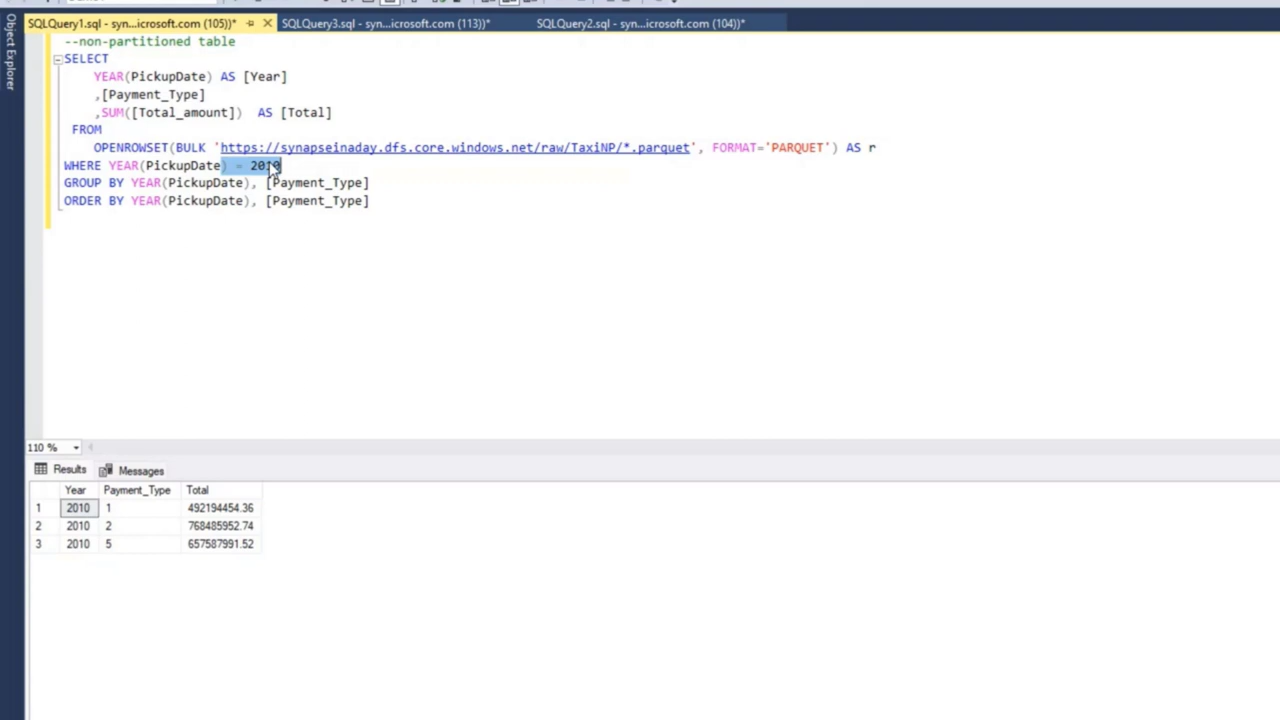 SQLQuery1.sql - syn...icrosoft.com (105))* SQLQuery3.sql - syn...icrosoft.com (113))* SQLQuery2.sql - syn...icrosoft.com (104))*
Object Explorer
--non-partitioned table
SELECT
YEAR(PickupDate) AS [Year]
,[Payment_Type]
,SUM([Total_amount]) AS [Total]
FROM
OPENROWSET(BULK 'https://synapseinaday.dfs.core.windows.net/raw/TaxiNP/*.parquet', FORMAT='PARQUET') AS r
WHERE YEAR(PickupDate) = 2010
GROUP BY YEAR(PickupDate), [Payment_Type]
ORDER BY YEAR(PickupDate), [Payment_Type]
110 %
Results Messages
Year Payment_Type Total
1 2010 1 492194454.36
2 2010 2 768485952.74
3 2010 5 657587991.52